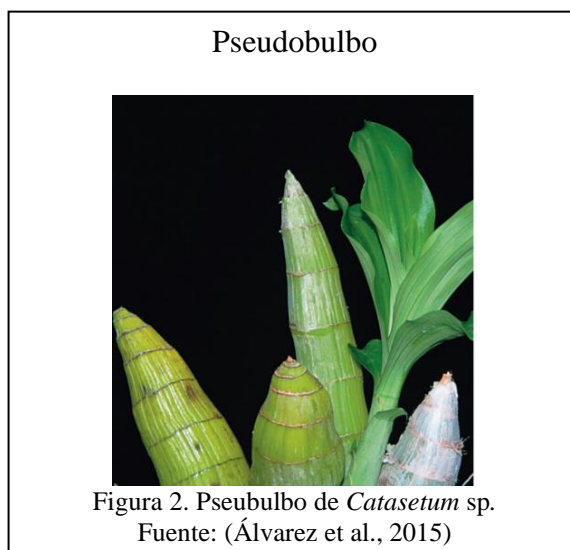 Pseudobulbo
Figura 2. Pseubulbo de Catasetum sp.
Fuente: (Álvarez et al., 2015)